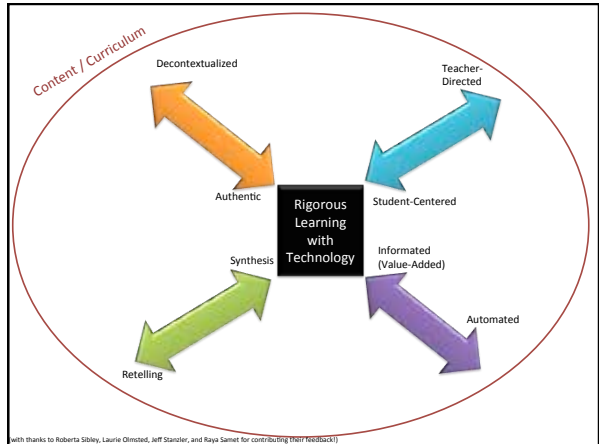 Content / Curriculum
Decontextualized
Teacher-
Directed
Authentic
Student-Centered
Rigorous
Learning
with
Technology
Synthesis
Informated
(Value-Added)
Retelling
Automated
(with thanks to Roberta Sibley, Laurie Olmsted, Jeff Stanzler, and Raya Samet for contributing their feedback!)